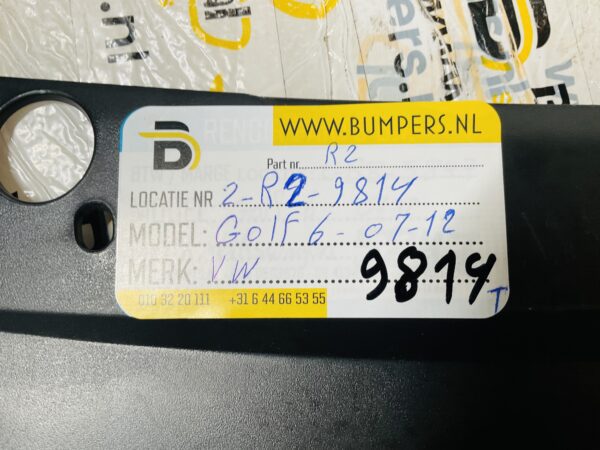 WWW.BUMPERS.NL
Part nr. R2
LOCATIE NR 2-R2-9814
MODEL: GOlF 6 - 07-12
MERK: VW
9814
T
010 32 20 111 +31 6 44 66 53 55